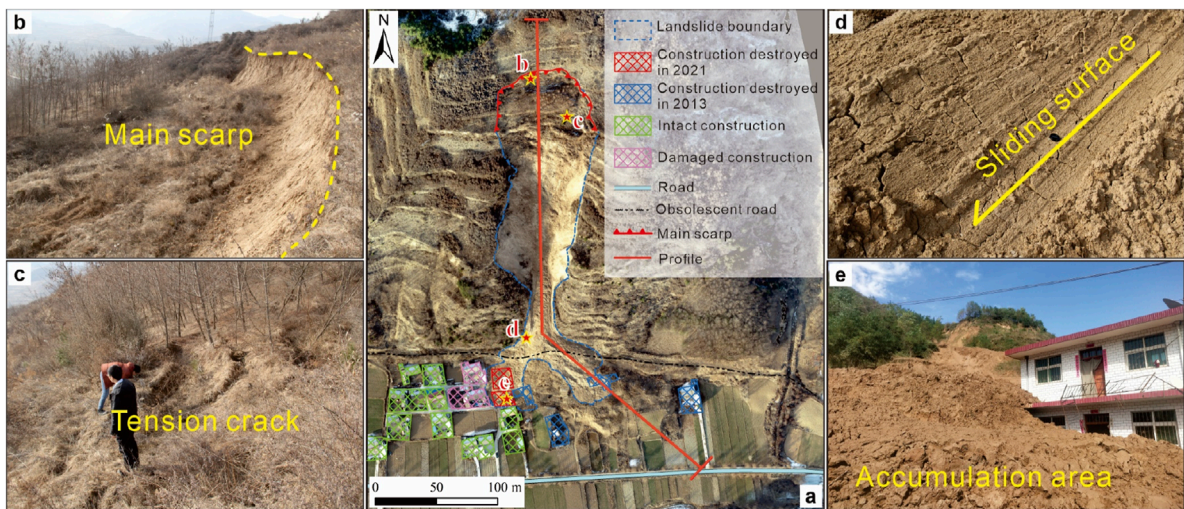 b
Main scarp
c
Tension crack
N
b
c
d
e
Landslide boundary
Construction destroyed
in 2021
Construction destroyed
in 2013
Intact construction
Damaged construction
Road
Obsolescent road
Main scarp
Profile
0 50 100 m
a
d
Sliding surface
e
Accumulation area